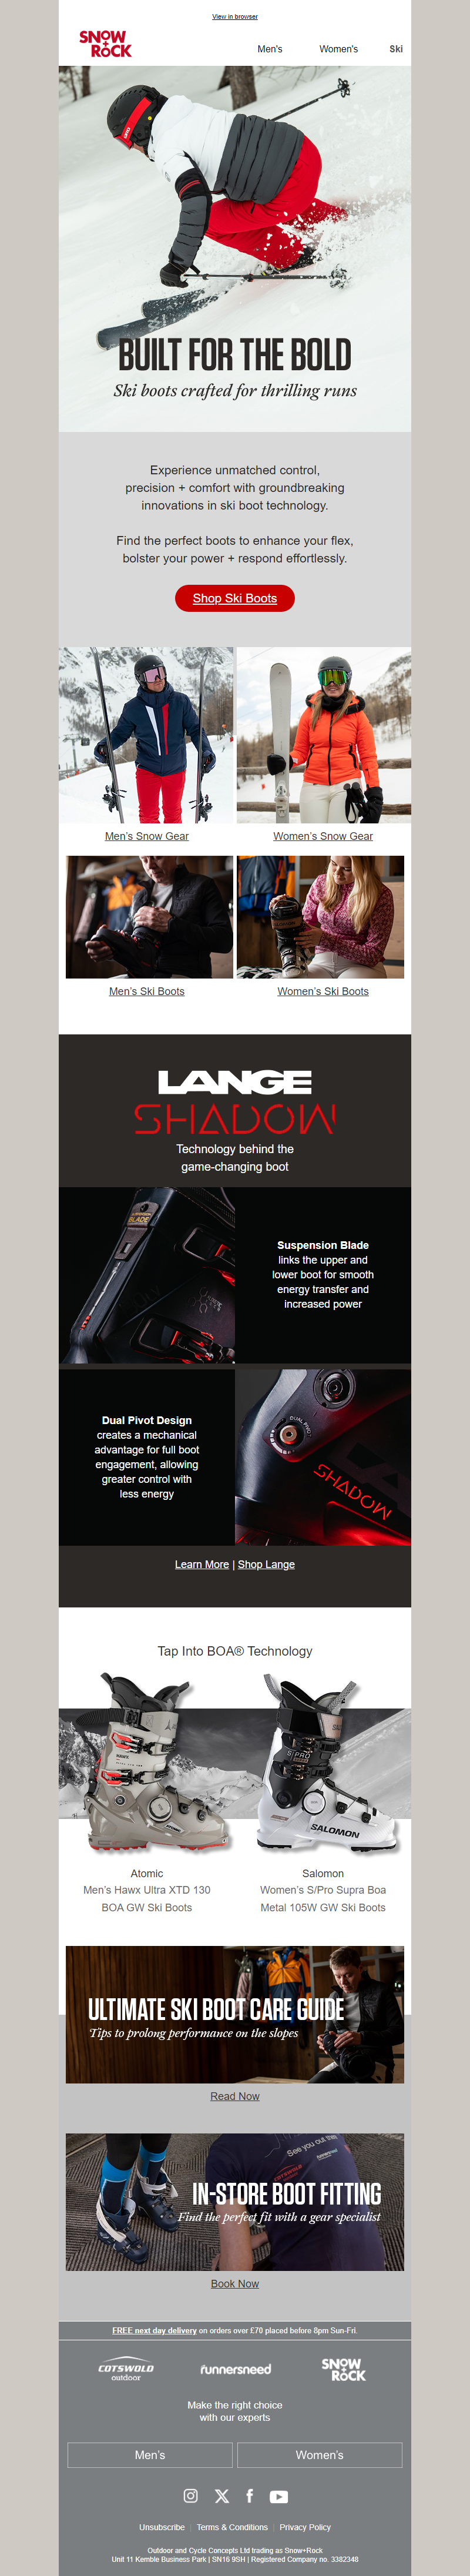 View in browser
SNOW
+ROCK
Men's Women's Ski
BUILT FOR THE BOLD
Ski boots crafted for thrilling runs
Experience unmatched control,
precision + comfort with groundbreaking
innovations in ski boot technology.
Find the perfect boots to enhance your flex,
bolster your power + respond effortlessly.
Shop Ski Boots
Men's Snow Gear Women's Snow Gear
Men's Ski Boots Women's Ski Boots
LANGE
SHADOW
Technology behind the
game-changing boot
BLADE
Suspension Blade
links the upper and
lower boot for smooth
energy transfer and
increased power
Dual Pivot Design
creates a mechanical
advantage for full boot
engagement, allowing
greater control with
less energy
DUAL PIVOT
SHADOW
Learn More | Shop Lange
Tap Into BOA® Technology
S/PRO
SALOMON
Atomic
Men's Hawx Ultra XTD 130
BOA GW Ski Boots
Salomon
Women's S/Pro Supra Boa
Metal 105W GW Ski Boots
ULTIMATE SKI BOOT CARE GUIDE
Tips to prolong performance on the slopes
Read Now
See you out there
COTSWOLD
IN-STORE BOOT FITTING
Find the perfect fit with a gear specialist
Book Now
FREE next day delivery on orders over £70 placed before 8pm Sun-Fri.
COTSWOLD
outdoor
runnersneed
SNOW
+ROCK
Make the right choice
with our experts
Men's Women's
Unsubscribe | Terms & Conditions | Privacy Policy
Outdoor and Cycle Concepts Ltd trading as Snow+Rock
Unit 11 Kemble Business Park | SN16 9SH | Registered Company no. 3382348